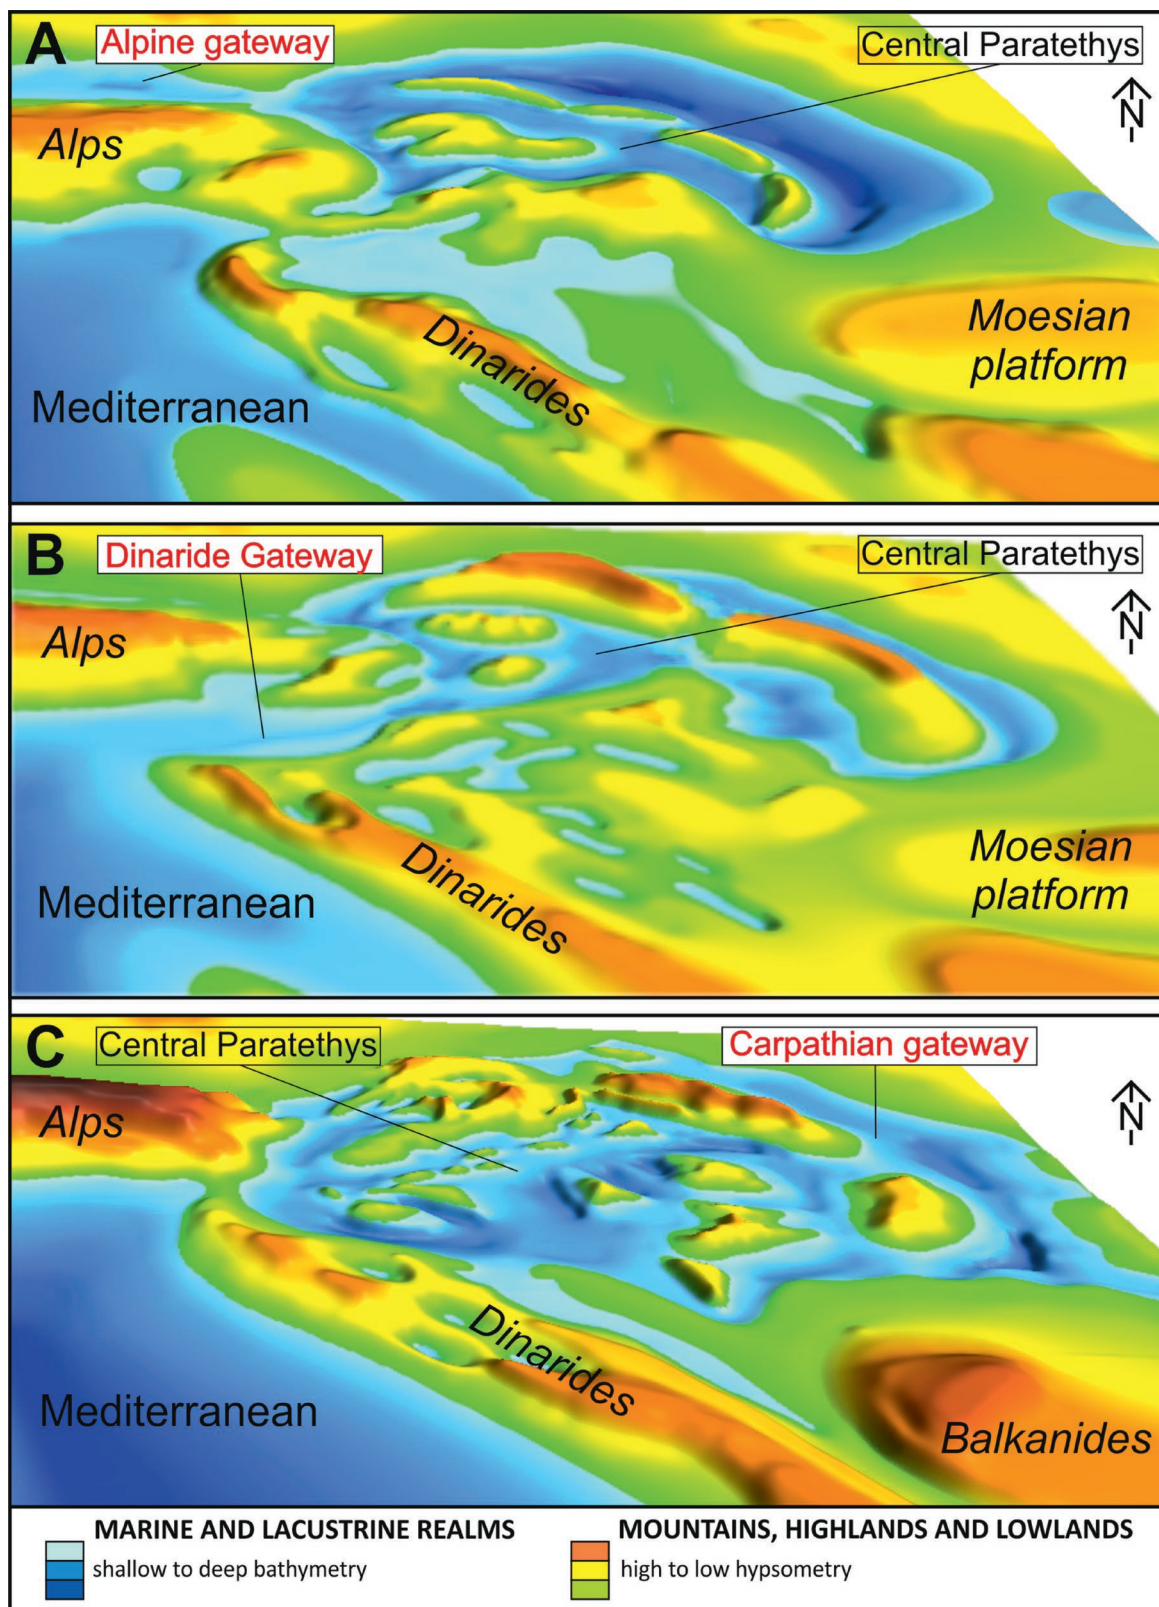 A
Alpine gateway
Central Paratethys
N
Alps
Moesian
platform
Dinarides
Mediterranean
B
Dinaride Gateway
Central Paratethys
N
Alps
Moesian
platform
Dinarides
Mediterranean
C
Central Paratethys
Carpathian gateway
N
Alps
Dinarides
Mediterranean
Balkanides
MARINE AND LACUSTRINE REALMS
shallow to deep bathymetry
MOUNTAINS, HIGHLANDS AND LOWLANDS
high to low hypsometry